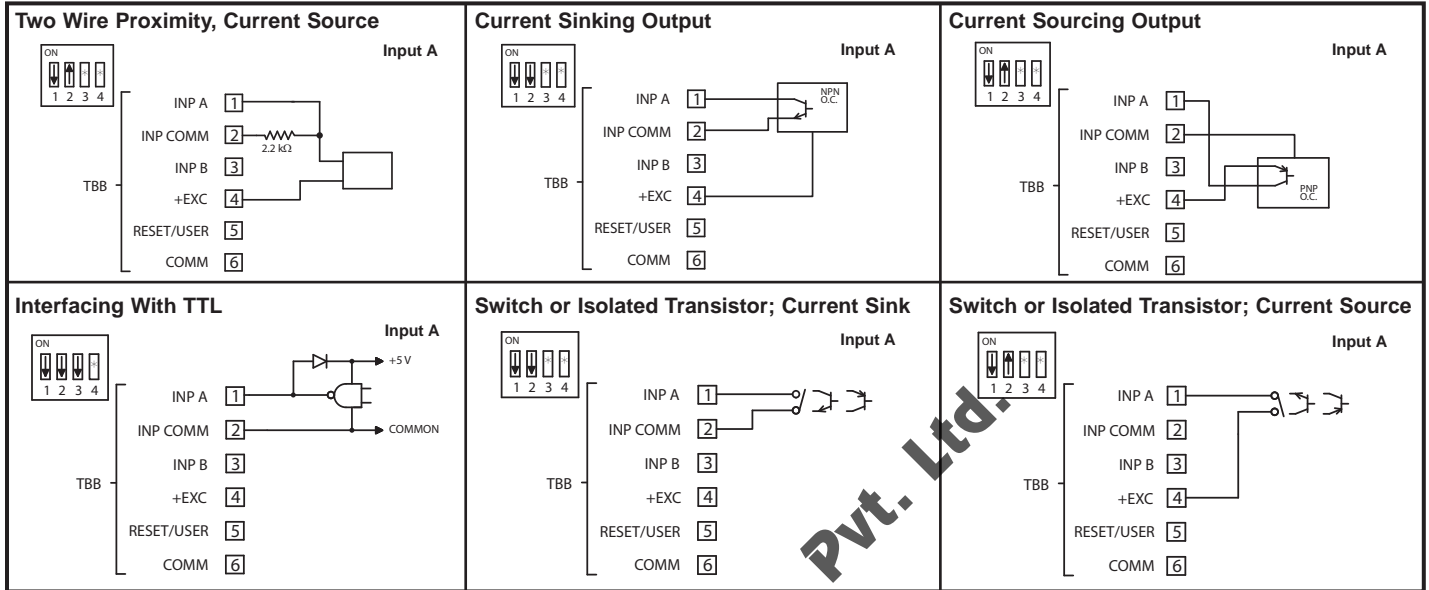 Two Wire Proximity, Current Source
ON
* *
1 2 3 4
Input A
INP A 1
INP COMM 2
2.2 kΩ
INP B 3
TBB
+EXC 4
RESET/USER 5
COMM 6
Current Sinking Output
ON
* *
1 2 3 4
Input A
NPN
O.C.
INP A 1
INP COMM 2
INP B 3
TBB
+EXC 4
RESET/USER 5
COMM 6
Current Sourcing Output
ON
* *
1 2 3 4
Input A
INP A 1
INP COMM 2
INP B 3
TBB
+EXC 4
PNP
O.C.
RESET/USER 5
COMM 6
Interfacing With TTL
ON
*
1 2 3 4
Input A
+5 V
INP A 1
INP COMM 2
COMMON
INP B 3
TBB
+EXC 4
RESET/USER 5
COMM 6
Switch or Isolated Transistor; Current Sink
ON
* *
1 2 3 4
Input A
INP A 1
INP COMM 2
INP B 3
TBB
+EXC 4
RESET/USER 5
COMM 6
Switch or Isolated Transistor; Current Source
ON
* *
1 2 3 4
Input A
INP A 1
INP COMM 2
INP B 3
TBB
+EXC 4
RESET/USER 5
COMM 6
Pvt. Ltd.